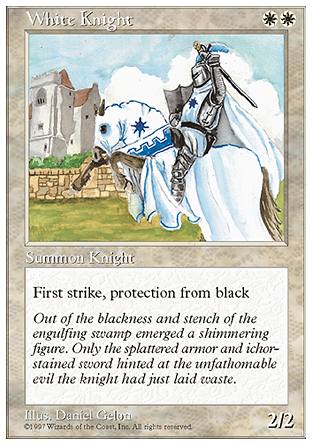 White Knight
Summon Knight
First strike, protection from black
Out of the blackness and stench of the
engulfing swamp emerged a shimmering
figure. Only the splattered armor and ichor-
stained sword hinted at the unfathomable
evil the knight had just laid waste.
Illus. Daniel Gelon
©1997 Wizards of the Coast, Inc. All rights reserved.
2/2